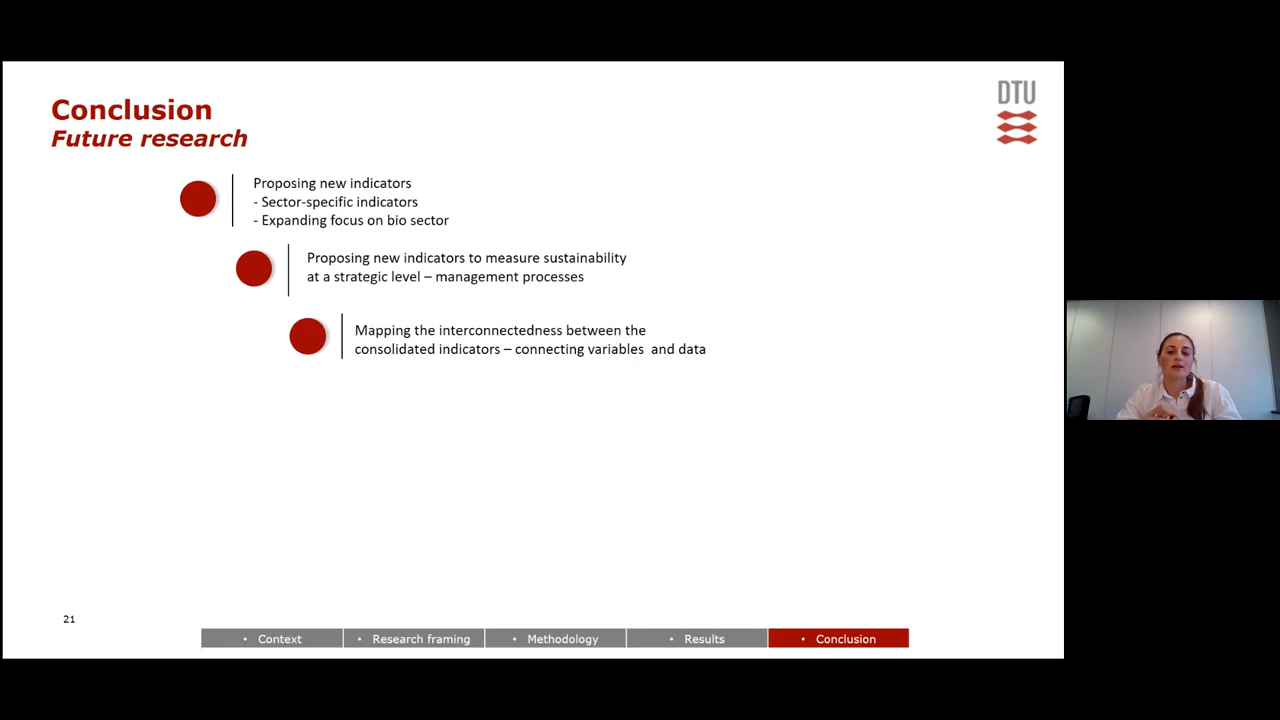 Conclusion
Future research
DTU
Proposing new indicators
- Sector-specific indicators
- Expanding focus on bio sector
Proposing new indicators to measure sustainability
at a strategic level – management processes
Mapping the interconnectedness between the
consolidated indicators – connecting variables  and data
21
• Context
• Research framing
• Methodology
• Results
• Conclusion